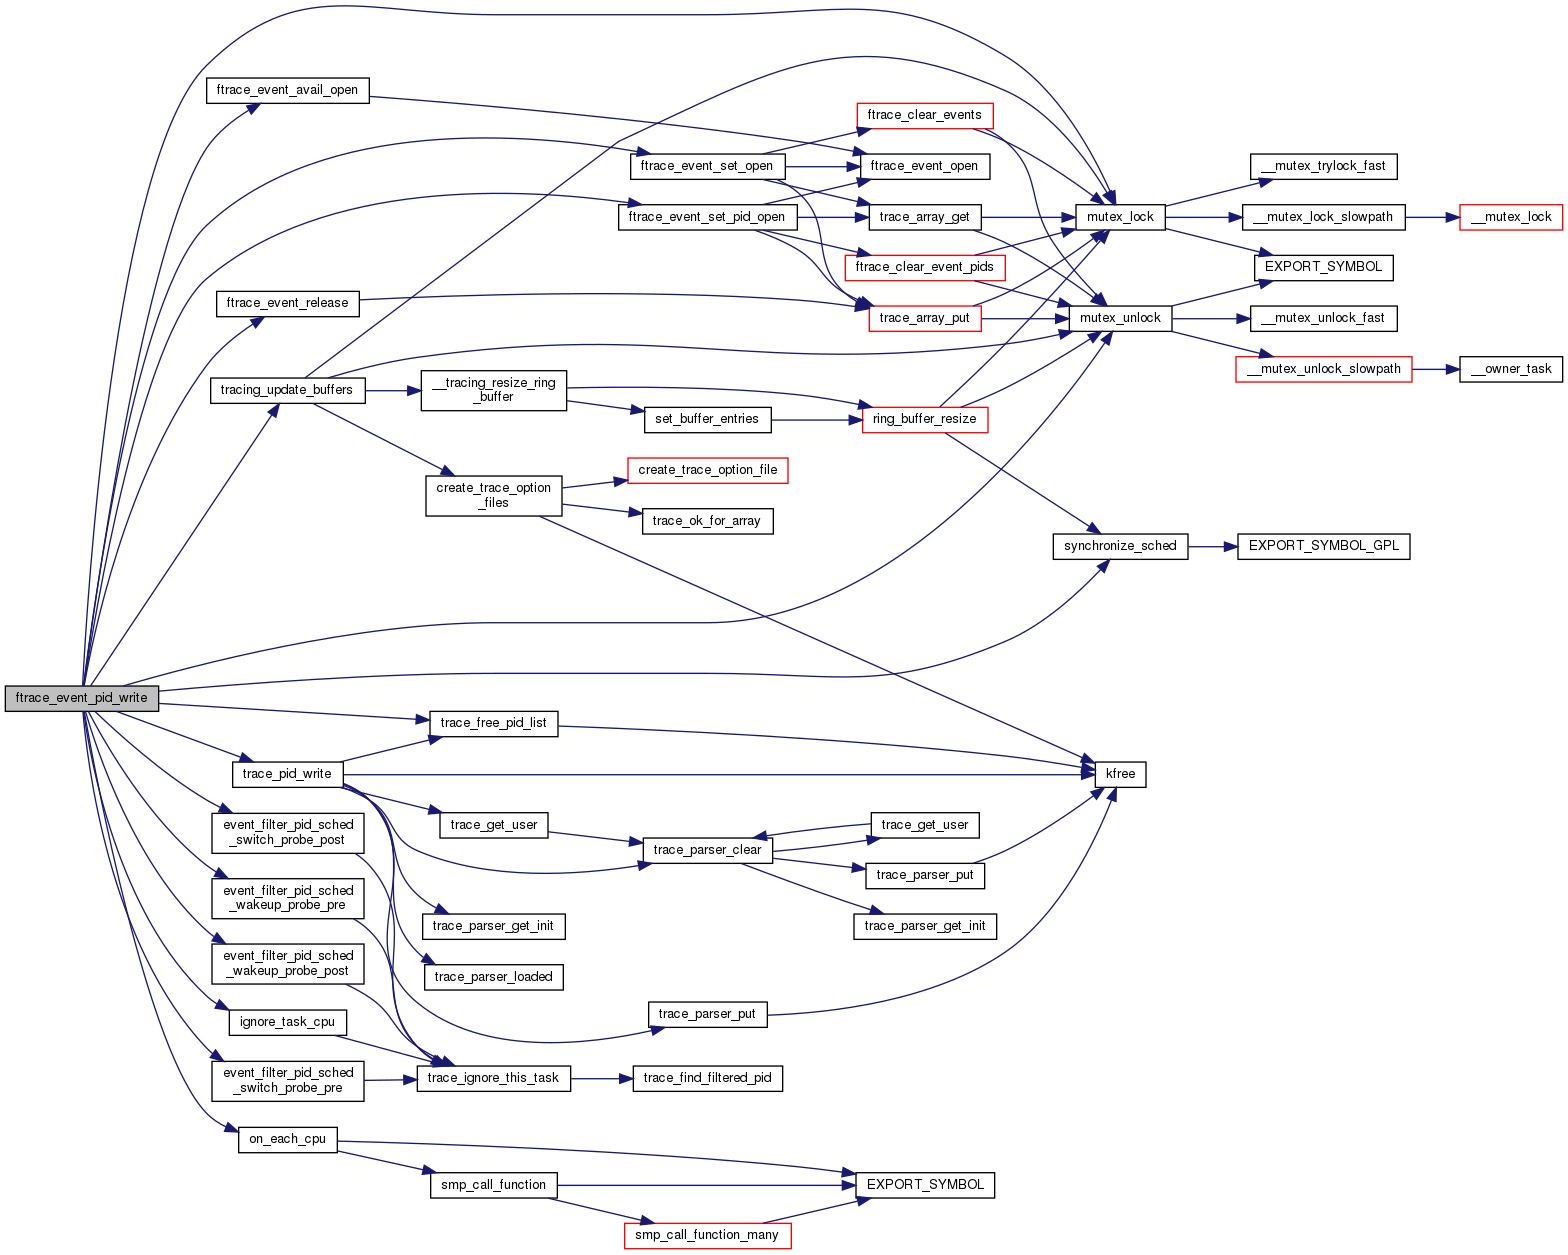 ftrace_event_avail_open
ftrace_clear_events
ftrace_event_set_open
ftrace_event_open
__mutex_trylock_fast
ftrace_event_set_pid_open
trace_array_get
mutex_lock
__mutex_lock_slowpath
__mutex_lock
ftrace_clear_event_pids
EXPORT_SYMBOL
ftrace_event_release
trace_array_put
mutex_unlock
__mutex_unlock_fast
tracing_update_buffers
__tracing_resize_ring
_buffer
__mutex_unlock_slowpath
__owner_task
set_buffer_entries
ring_buffer_resize
create_trace_option_file
create_trace_option
_files
trace_ok_for_array
synchronize_sched
EXPORT_SYMBOL_GPL
ftrace_event_pid_write
trace_free_pid_list
trace_pid_write
kfree
event_filter_pid_sched
_switch_probe_post
trace_get_user
trace_get_user
trace_parser_clear
trace_parser_put
event_filter_pid_sched
_wakeup_probe_pre
trace_parser_get_init
trace_parser_get_init
event_filter_pid_sched
_wakeup_probe_post
trace_parser_loaded
ignore_task_cpu
trace_parser_put
event_filter_pid_sched
_switch_probe_pre
trace_ignore_this_task
trace_find_filtered_pid
on_each_cpu
smp_call_function
EXPORT_SYMBOL
smp_call_function_many